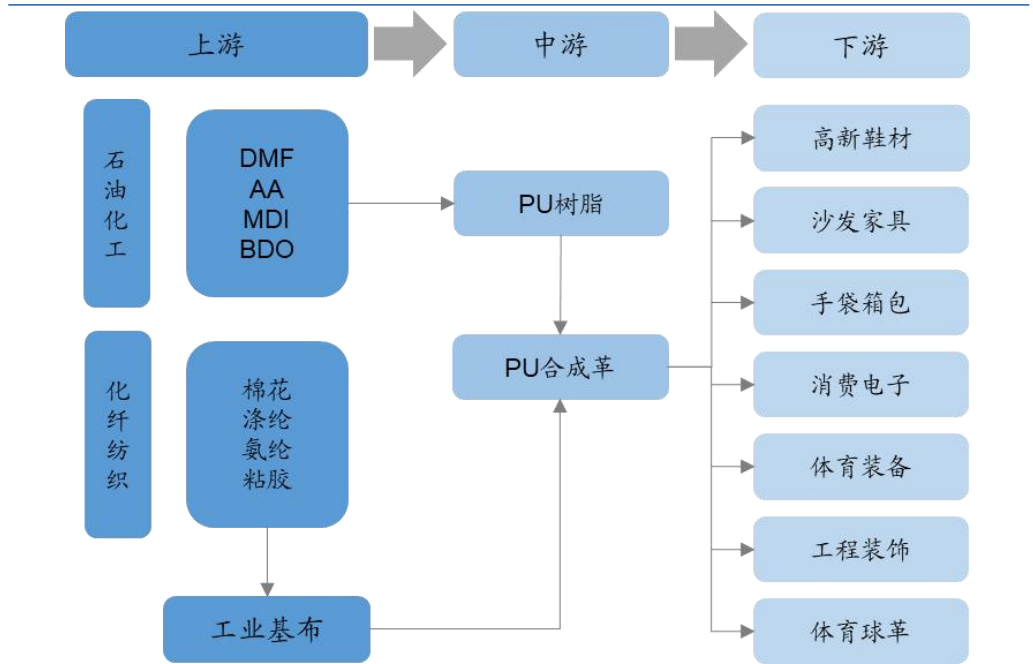 上游
中游
下游
石
油
化
工
DMF
AA
MDI
BDO
PU树脂
化
纤
纺
织
棉花
涤纶
氨纶
粘胶
工业基布
PU合成革
高新鞋材
沙发家具
手袋箱包
消费电子
体育装备
工程装饰
体育球革